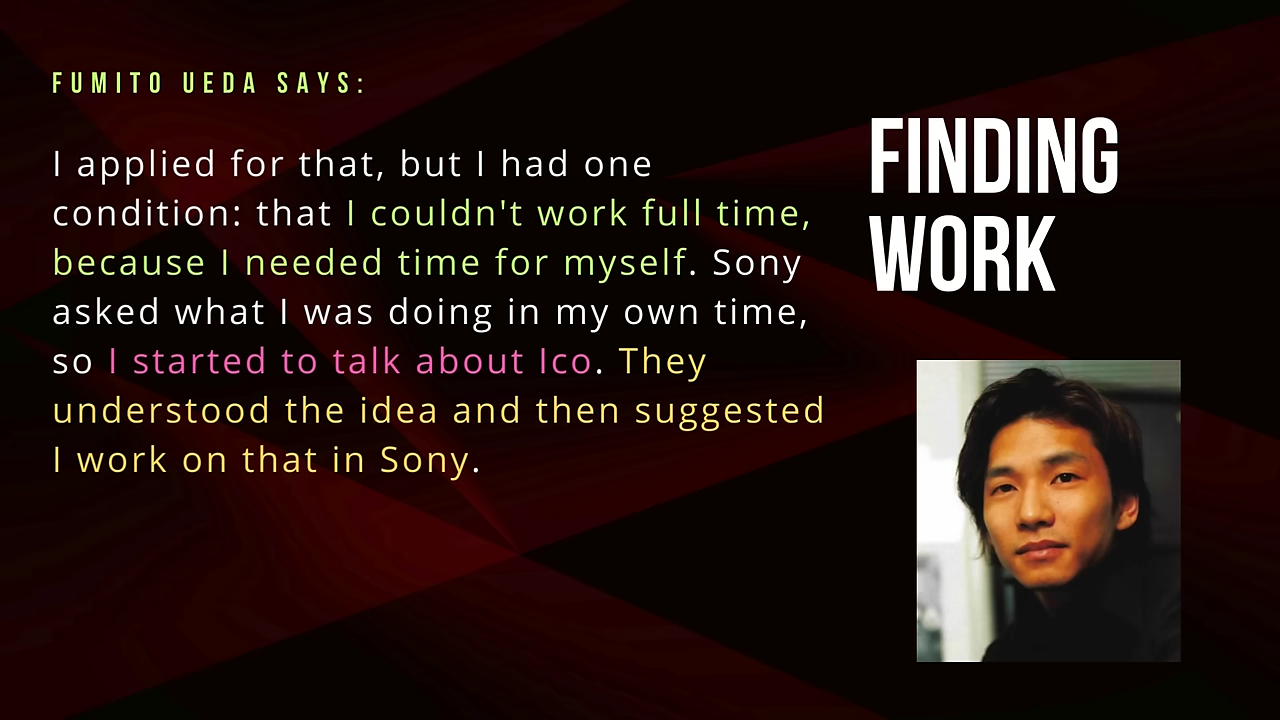 FUMITO UEDA SAYS:
I applied for that, but I had one
condition: that I couldn't work full time,
because I needed time for myself. Sony
asked what I was doing in my own time,
so I started to talk about Ico. They
understood the idea and then suggested
I work on that in Sony.
FINDING
WORK